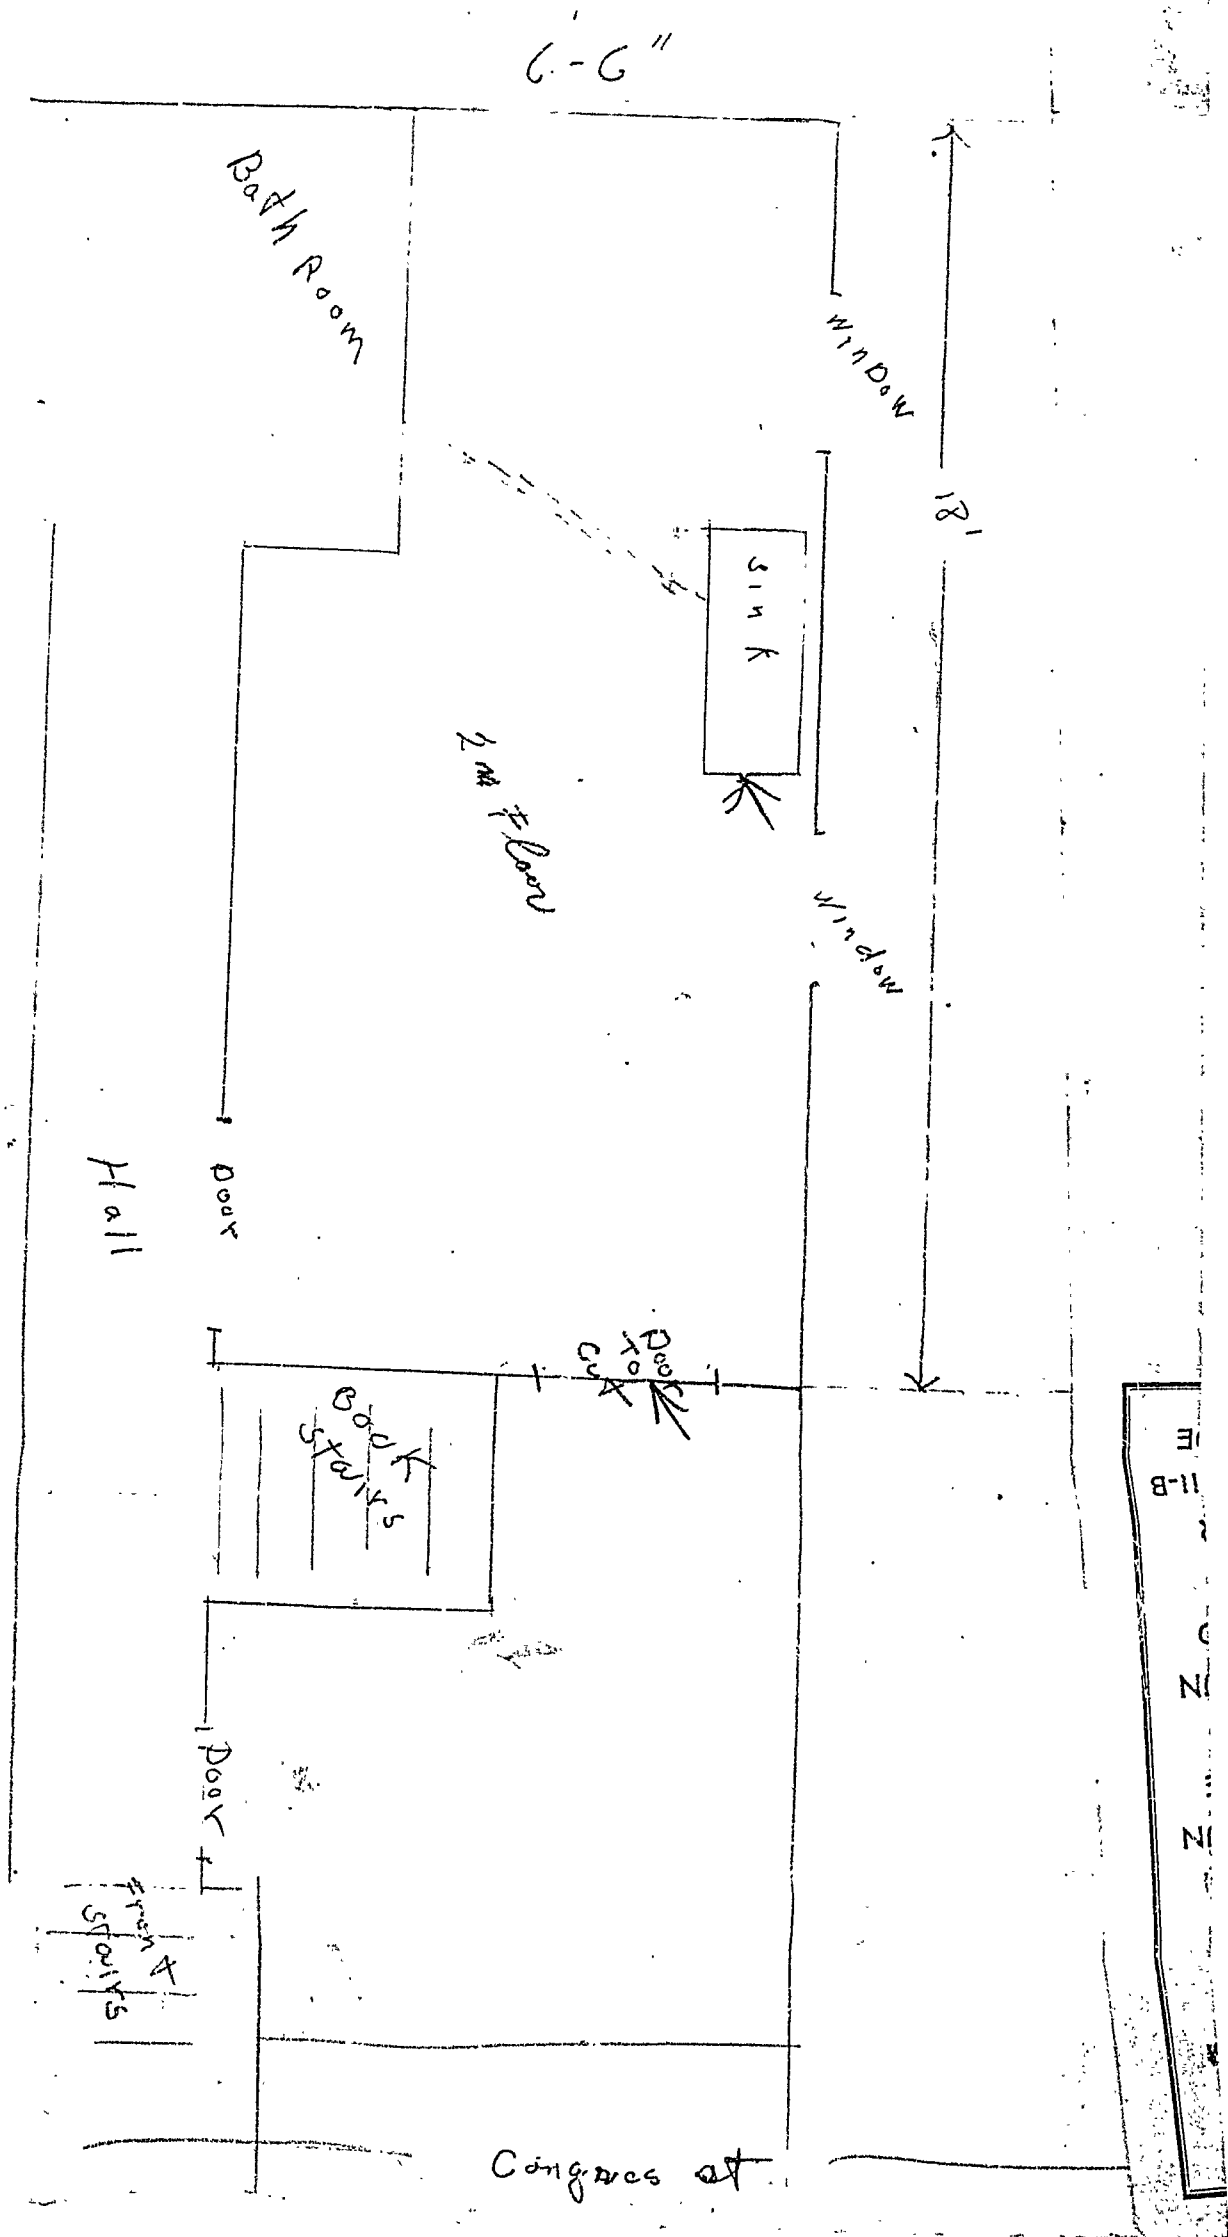 6'-6"
Bath Room
WinDow
18'
Sink
2nd Floor
Window
Door
Hall
Door
to
Cut
Back
Stairs
E
11-B
Door
Front
Stairs
Congress St